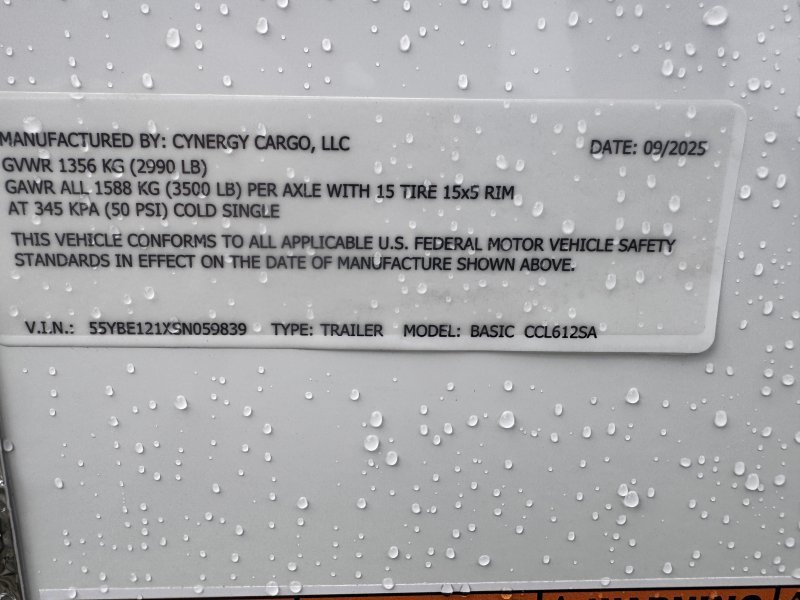 MANUFACTURED BY: CYNERGY CARGO, LLC DATE: 09/2025
GVWR 1356 KG (2990 LB)
GAWR ALL 1588 KG (3500 LB) PER AXLE WITH 15 TIRE 15x5 RIM
AT 345 KPA (50 PSI) COLD SINGLE
THIS VEHICLE CONFORMS TO ALL APPLICABLE U.S. FEDERAL MOTOR VEHICLE SAFETY
STANDARDS IN EFFECT ON THE DATE OF MANUFACTURE SHOWN ABOVE.
V.I.N.: 55YBE121XSN059839 TYPE: TRAILER MODEL: BASIC CCL612SA
WARNING